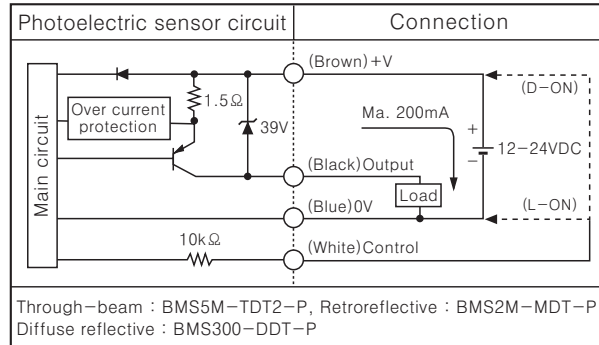 Photoelectric sensor circuit
Connection
(Brown)+V
(D-ON)
1.5Ω
Over current
protection
39V
Ma. 200mA
+
12-24VDC
-
Main circuit
(Black)Output
Load
(Blue)0V
(L-ON)
10kΩ
(White)Control
Through-beam : BMS5M-TDT2-P, Retroreflective : BMS2M-MDT-P
Diffuse reflective : BMS300-DDT-P